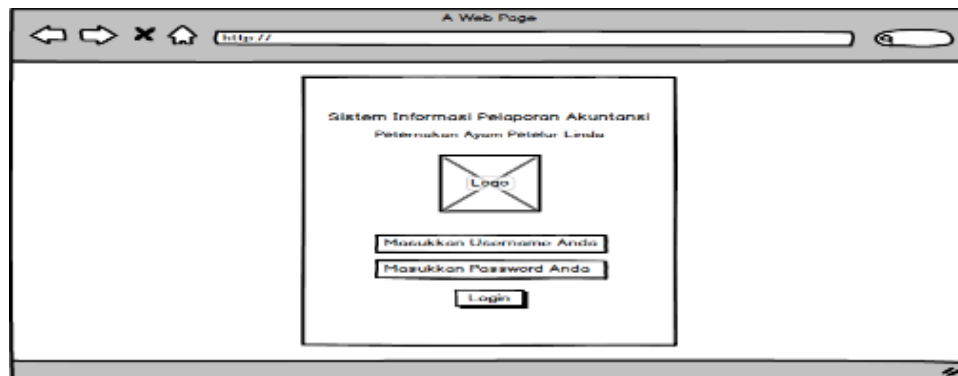 A Web Page
http://
Sistem Informasi Pelaporan Akuntansi
Peternakan Ayam Petelur Linda
Logo
Masukkan Username Anda
Masukkan Password Anda
Login